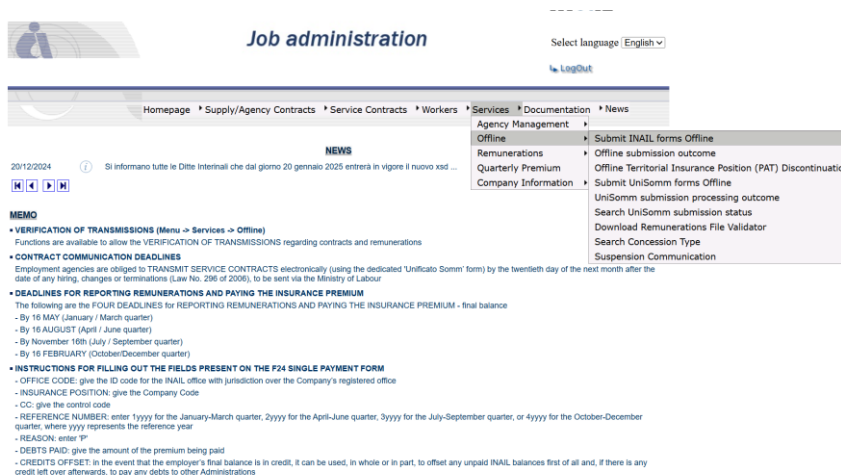 Job administration
Select language English
LogOut
Homepage Supply/Agency Contracts Service Contracts Workers Services Documentation News
Agency Management
Offline
Remunerations
Quarterly Premium
Company Information
Submit INAIL forms Offline
Offline submission outcome
Offline Territorial Insurance Position (PAT) Discontinuatio
Submit UniSomm forms Offline
UniSomm submission processing outcome
Search UniSomm submission status
Download Remunerations File Validator
Search Concession Type
Suspension Communication
NEWS
20/12/2024 Si informano tutte le Ditte Interinali che dal giorno 20 gennaio 2025 entrerà in vigore il nuovo xsd ...
MEMO
VERIFICATION OF TRANSMISSIONS (Menu -> Services -> Offline)
Functions are available to allow the VERIFICATION OF TRANSMISSIONS regarding contracts and remunerations
CONTRACT COMMUNICATION DEADLINES
Employment agencies are obliged to TRANSMIT SERVICE CONTRACTS electronically (using the dedicated 'Unificato Somm' form) by the twentieth day of the next month after the
date of any hiring, changes or terminations (Law No. 296 of 2006), to be sent via the Ministry of Labour
DEADLINES FOR REPORTING REMUNERATIONS AND PAYING THE INSURANCE PREMIUM
The following are the FOUR DEADLINES for REPORTING REMUNERATIONS AND PAYING THE INSURANCE PREMIUM - final balance
- By 16 MAY (January / March quarter)
- By 16 AUGUST (April / June quarter)
- By November 16th (July / September quarter)
- By 16 FEBRUARY (October/December quarter)
INSTRUCTIONS FOR FILLING OUT THE FIELDS PRESENT ON THE F24 SINGLE PAYMENT FORM
- OFFICE CODE: give the ID code for the INAIL office with jurisdiction over the Company's registered office
- INSURANCE POSITION: give the Company Code
- CC: give the control code
- REFERENCE NUMBER: enter 1yyyy for the January-March quarter, 2yyyy for the April-June quarter, 3yyyy for the July-September quarter, or 4yyyy for the October-December
quarter, where yyyy represents the reference year
- REASON: enter 'P'
- DEBTS PAID: give the amount of the premium being paid
- CREDITS OFFSET: in the event that the employer's final balance is in credit, it can be used, in whole or in part, to offset any unpaid INAIL balances first of all and, if there is any
credit left over afterwards, to pay any debts to other Administrations